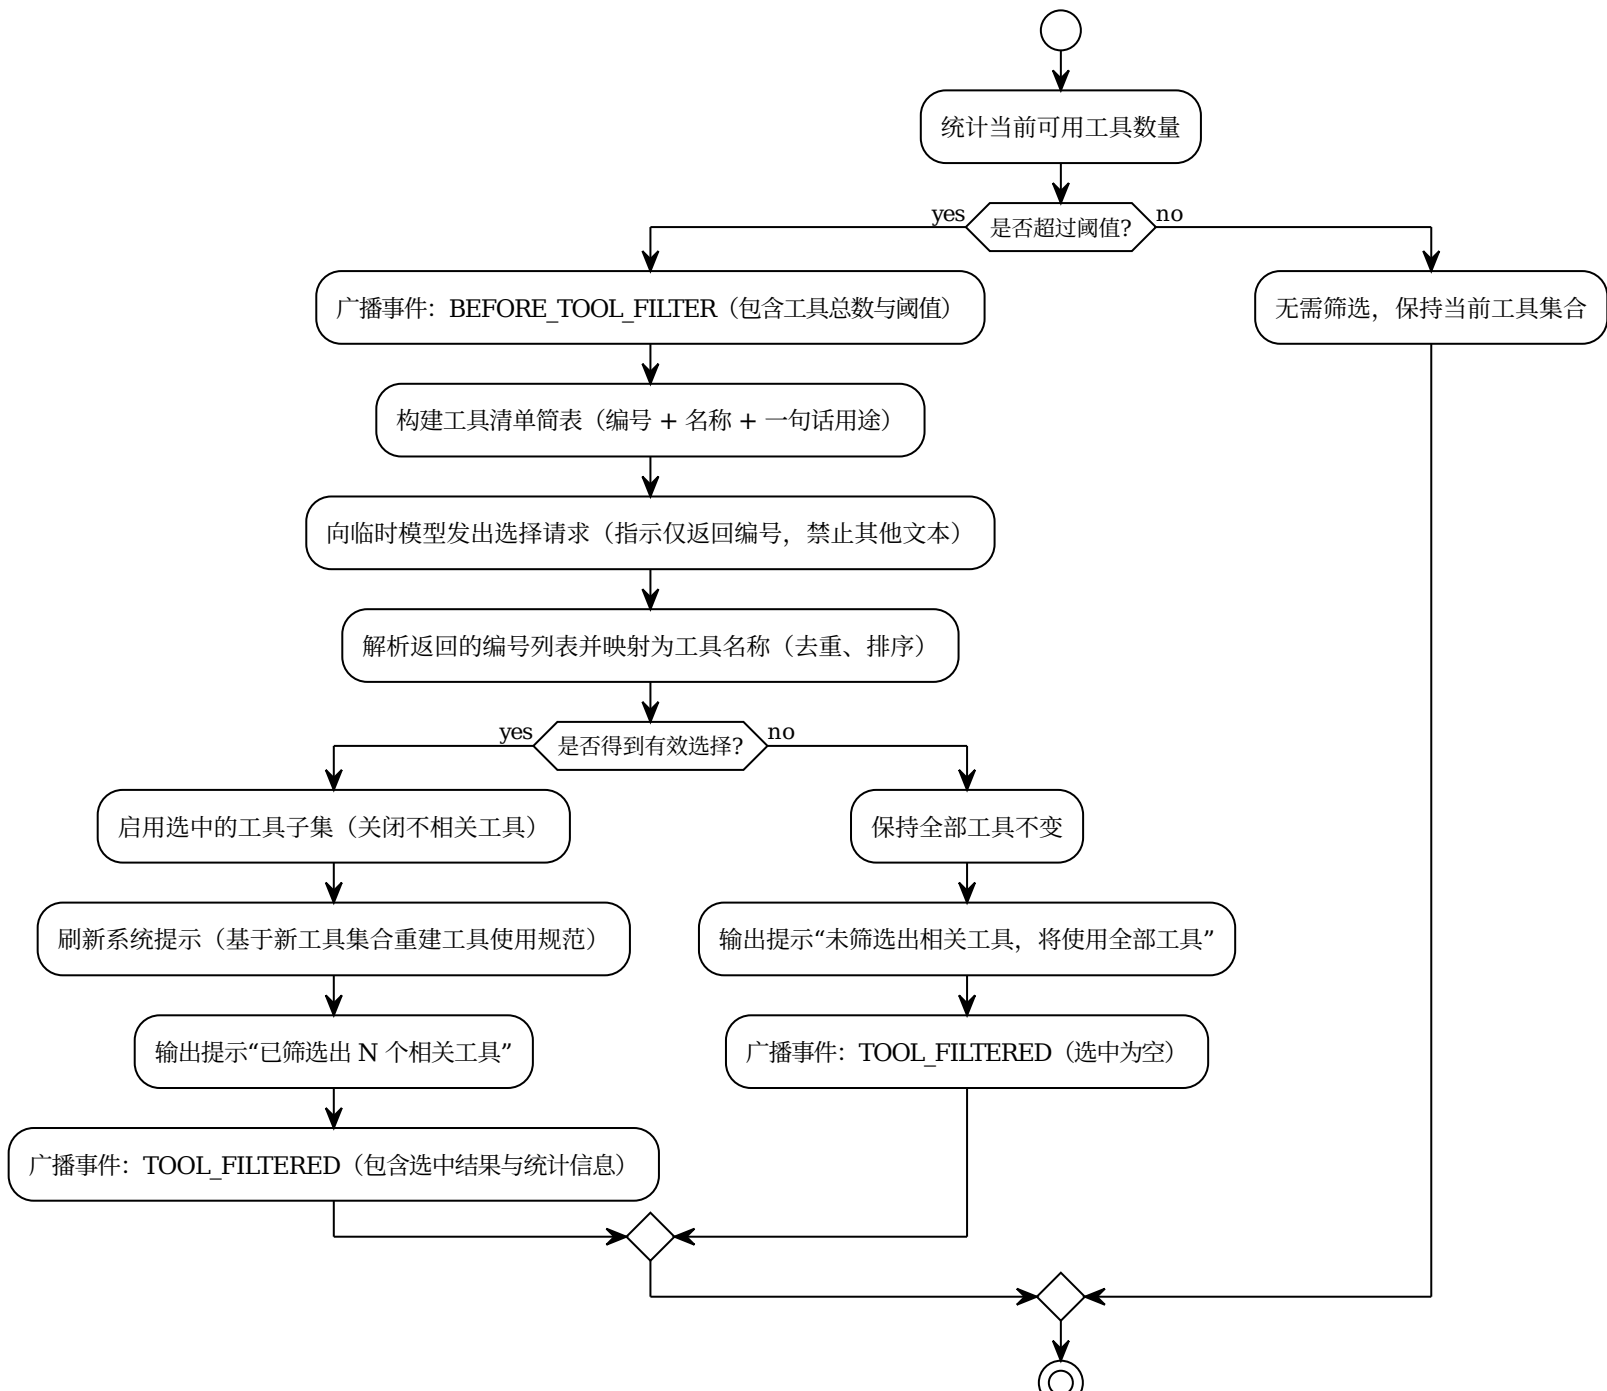 统计当前可用工具数量
yes
是否超过阈值?
no
广播事件：BEFORE_TOOL_FILTER（包含工具总数与阈值）
无需筛选，保持当前工具集合
构建工具清单简表（编号 + 名称 + 一句话用途）
向临时模型发出选择请求（指示仅返回编号，禁止其他文本）
解析返回的编号列表并映射为工具名称（去重、排序）
yes
是否得到有效选择?
no
启用选中的工具子集（关闭不相关工具）
保持全部工具不变
刷新系统提示（基于新工具集合重建工具使用规范）
输出提示“未筛选出相关工具，将使用全部工具”
输出提示“已筛选出 N 个相关工具”
广播事件：TOOL_FILTERED（选中为空）
广播事件：TOOL_FILTERED（包含选中结果与统计信息）